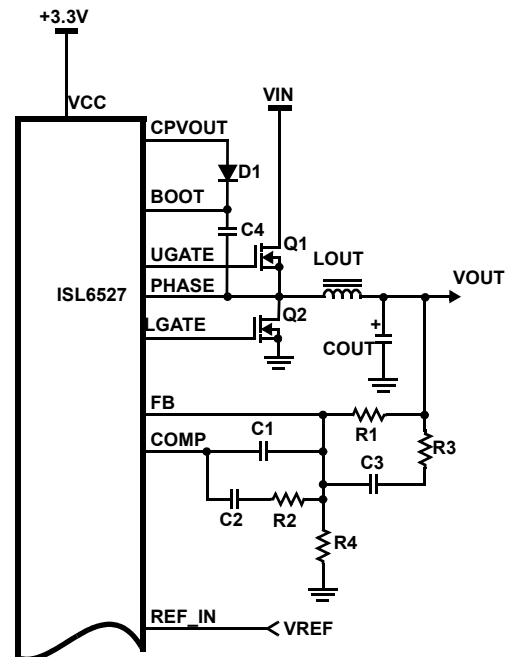 +3.3V
VCC
VIN
CPVOUT
D1
BOOT
C4
Q1
UGATE
LOUT
VOUT
ISL6527
PHASE
Q2
LGATE
+
COUT
FB
R1
COMP
C1
R3
C3
C2
R2
R4
REF_IN
VREF